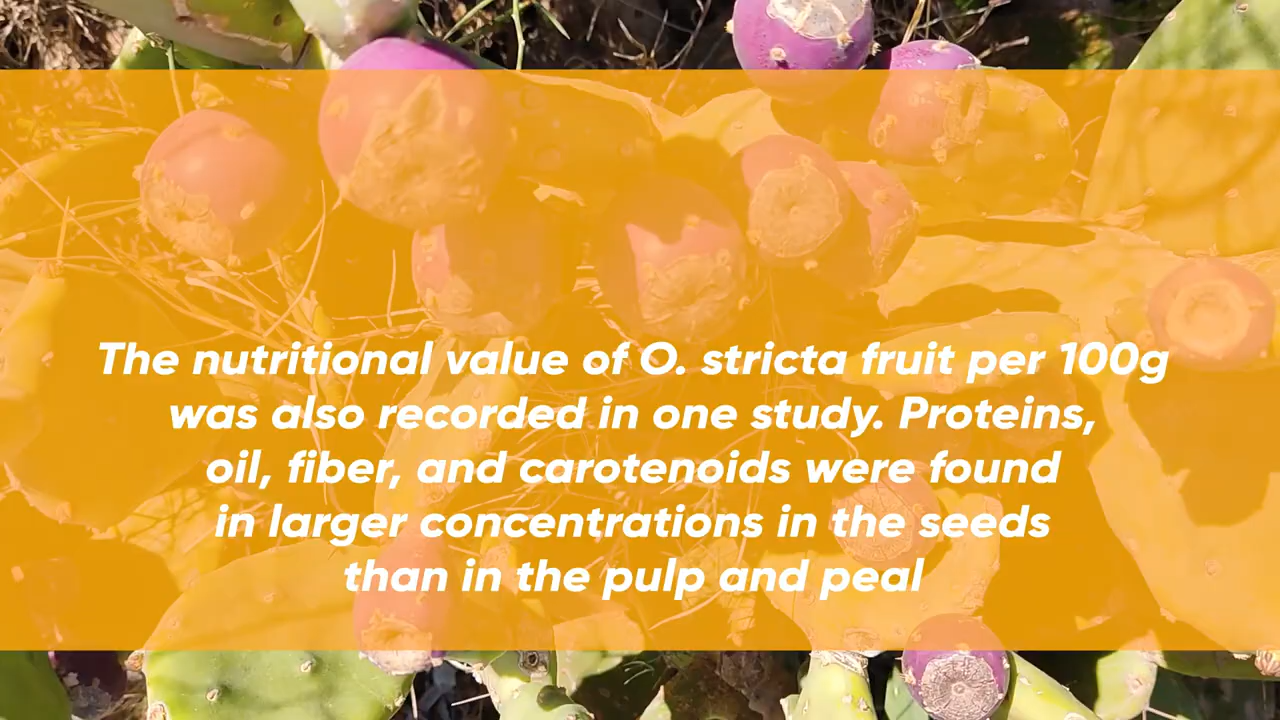 The nutritional value of O. stricta fruit per 100g
was also recorded in one study. Proteins,
oil, fiber, and carotenoids were found
in larger concentrations in the seeds
than in the pulp and peal